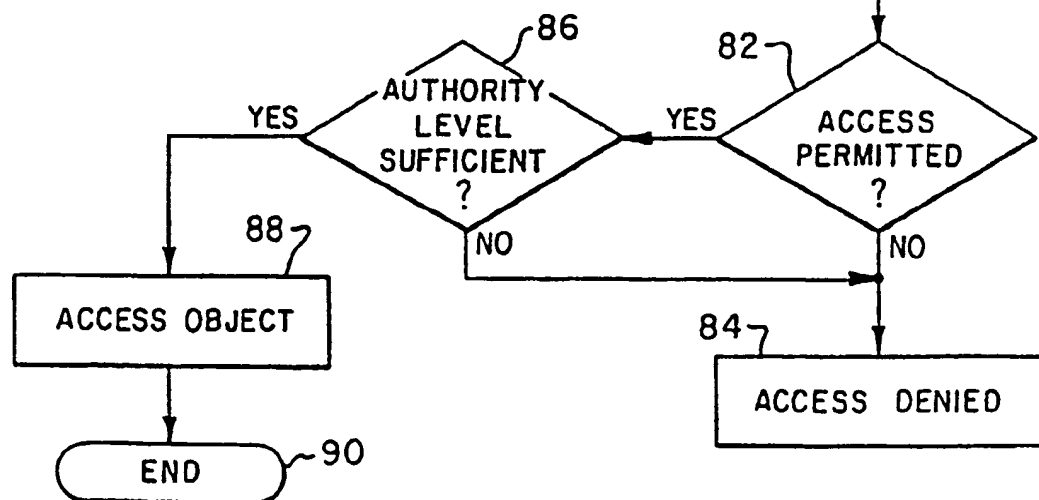 86
AUTHORITY
LEVEL
SUFFICIENT
?
YES
NO
82
ACCESS
PERMITTED
?
YES
NO
88
ACCESS OBJECT
84
ACCESS DENIED
END
90